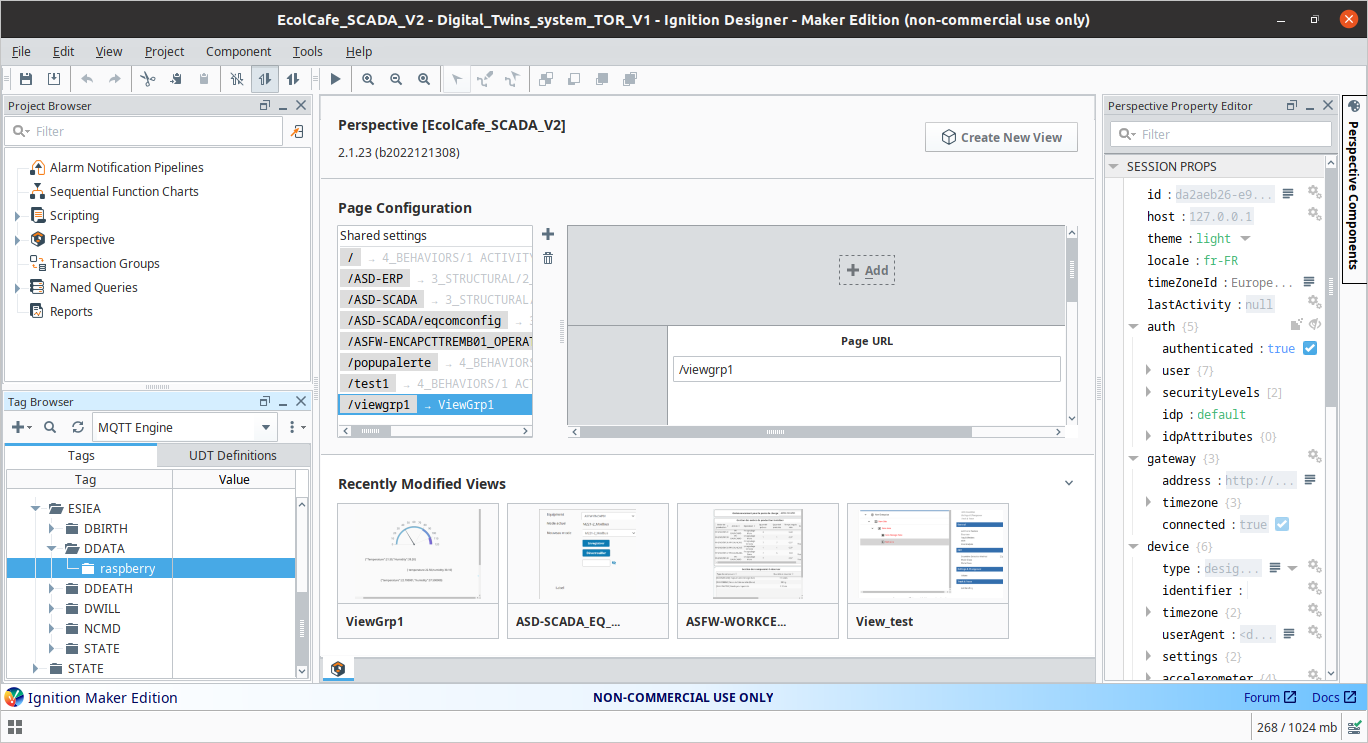 EcolCafe_SCADA_V2 - Digital_Twins_system_TOR_V1 - Ignition Designer - Maker Edition (non-commercial use only)
File Edit View Project Component Tools Help
Project Browser
Filter
Alarm Notification Pipelines
Sequential Function Charts
Scripting
Perspective
Transaction Groups
Named Queries
Reports
Tag Browser
MQTT Engine
Tags UDT Definitions
Tag Value
ESIEA
DBIRTH
DDATA
raspberry
DDEATH
DWILL
NCMD
STATE
STATE
Perspective [EcolCafe_SCADA_V2]
2.1.23 (b2022121308)
Create New View
Page Configuration
Shared settings
/ → 4_BEHAVIORS/1 ACTIVITY
/ASD-ERP → 3_STRUCTURAL/2_
/ASD-SCADA → 3_STRUCTURAL/
/ASD-SCADA/eqcomconfig →
/ASFW-ENCAPCTTREMB01_OPERAT
/popupalerte → 4_BEHAVIORS
/test1 → 4_BEHAVIORS/1 ACT
/viewgrp1 → ViewGrp1
Add
Page URL
/viewgrp1
Recently Modified Views
ViewGrp1
ASD-SCADA_EQ_...
ASFW-WORKCE...
View_test
Perspective Property Editor
Filter
SESSION PROPS
id : da2aeb26-e9...
host : 127.0.0.1
theme : light
locale : fr-FR
timeZoneId : Europe...
lastActivity : null
auth {5}
authenticated : true
user {7}
securityLevels [2]
idp : default
idpAttributes {0}
gateway {3}
address : http://...
timezone {3}
connected : true
device {6}
type : desig...
identifier :
timezone {2}
userAgent : <d...
settings {2}
accelerometer {4}
Perspective Components
Ignition Maker Edition
NON-COMMERCIAL USE ONLY
Forum Docs
268 / 1024 mb